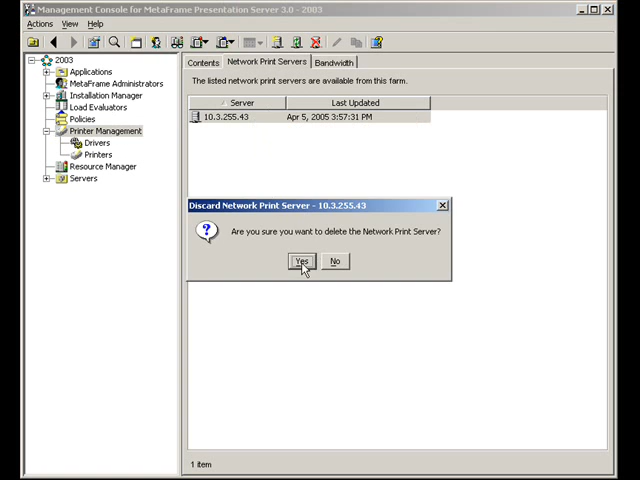 Management Console for MetaFrame Presentation Server 3.0 - 2003
Actions View Help
2003
Applications
MetaFrame Administrators
Installation Manager
Load Evaluators
Policies
Printer Management
Drivers
Printers
Resource Manager
Servers
Contents Network Print Servers Bandwidth
The listed network print servers are available from this farm.
Server Last Updated
10.3.255.43 Apr 5, 2005 3:57:31 PM
Discard Network Print Server - 10.3.255.43
Are you sure you want to delete the Network Print Server?
Yes No
1 item